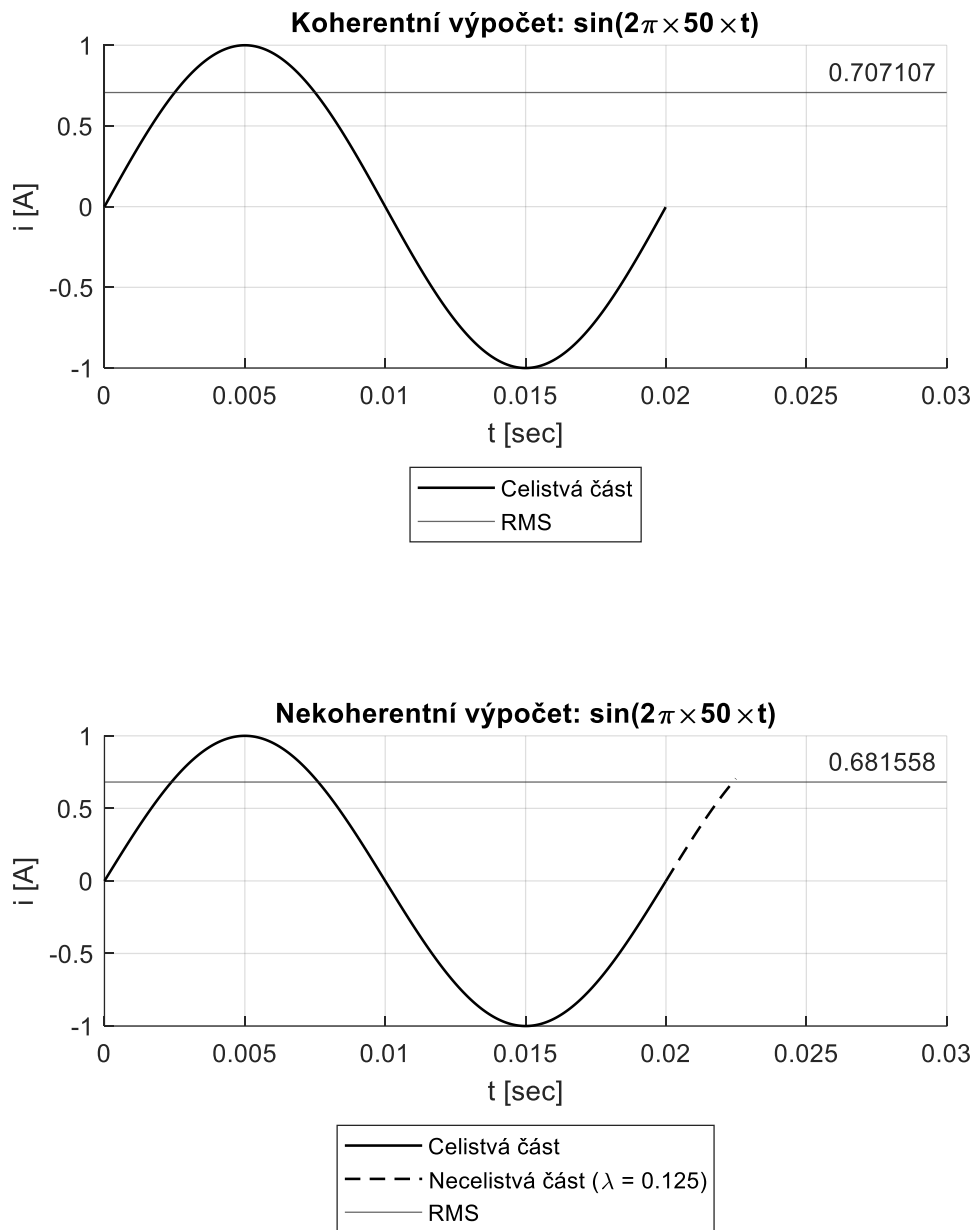 Koherentní výpočet: sin(2π×50×t)
1
0.707107
0.5
0
-0.5
-1
i [A]
0 0.005 0.01 0.015 0.02 0.025 0.03
t [sec]
Celistvá část
RMS
Nekoherentní výpočet: sin(2π×50×t)
1
0.681558
0.5
0
-0.5
-1
i [A]
0 0.005 0.01 0.015 0.02 0.025 0.03
t [sec]
Celistvá část
Necelistvá část (λ = 0.125)
RMS